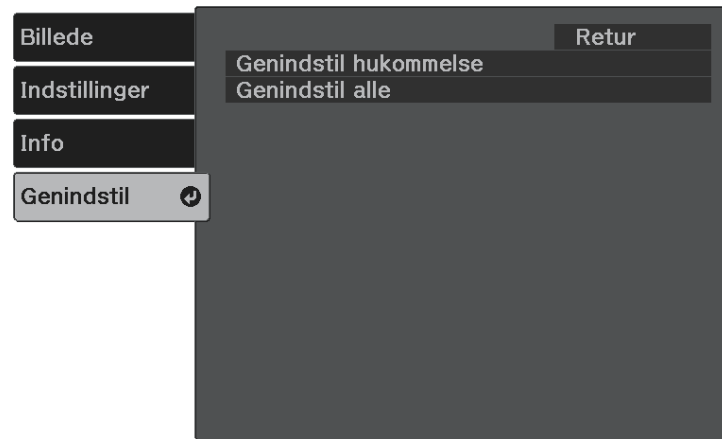 Billede
Indstillinger
Info
Genindstil
Retur
Genindstil hukommelse
Genindstil alle